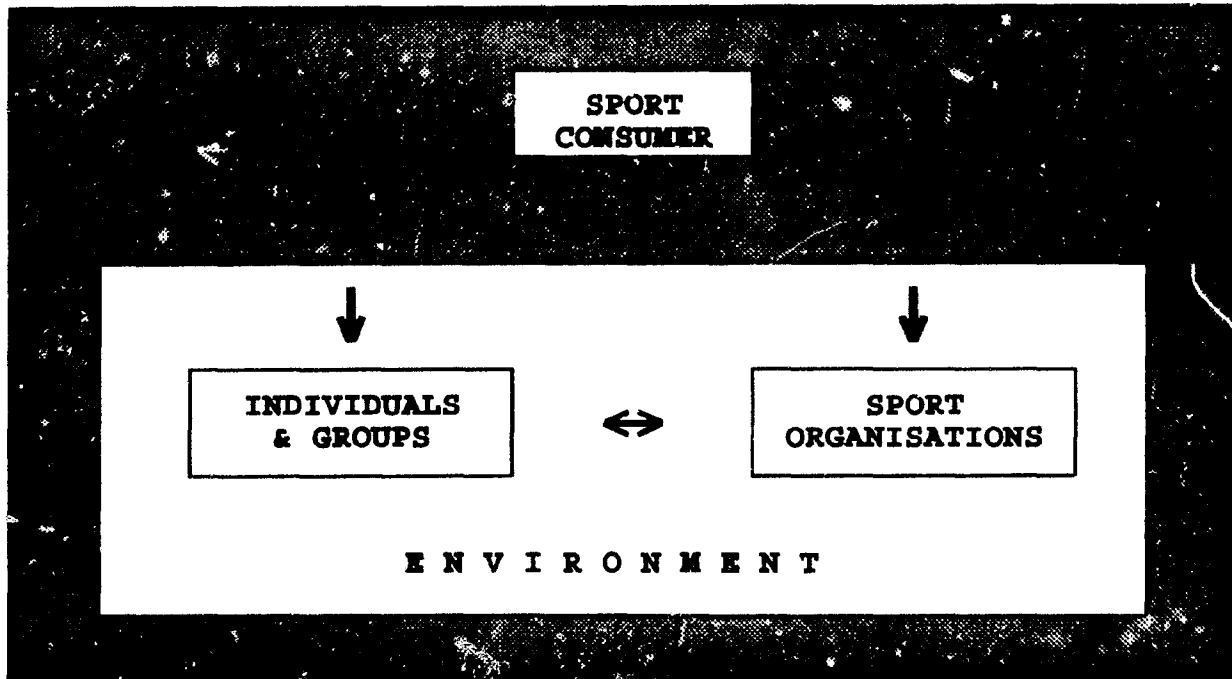 SPORT
CONSUMER
INDIVIDUALS
& GROUPS
SPORT
ORGANISATIONS
E N V I R O N M E N T